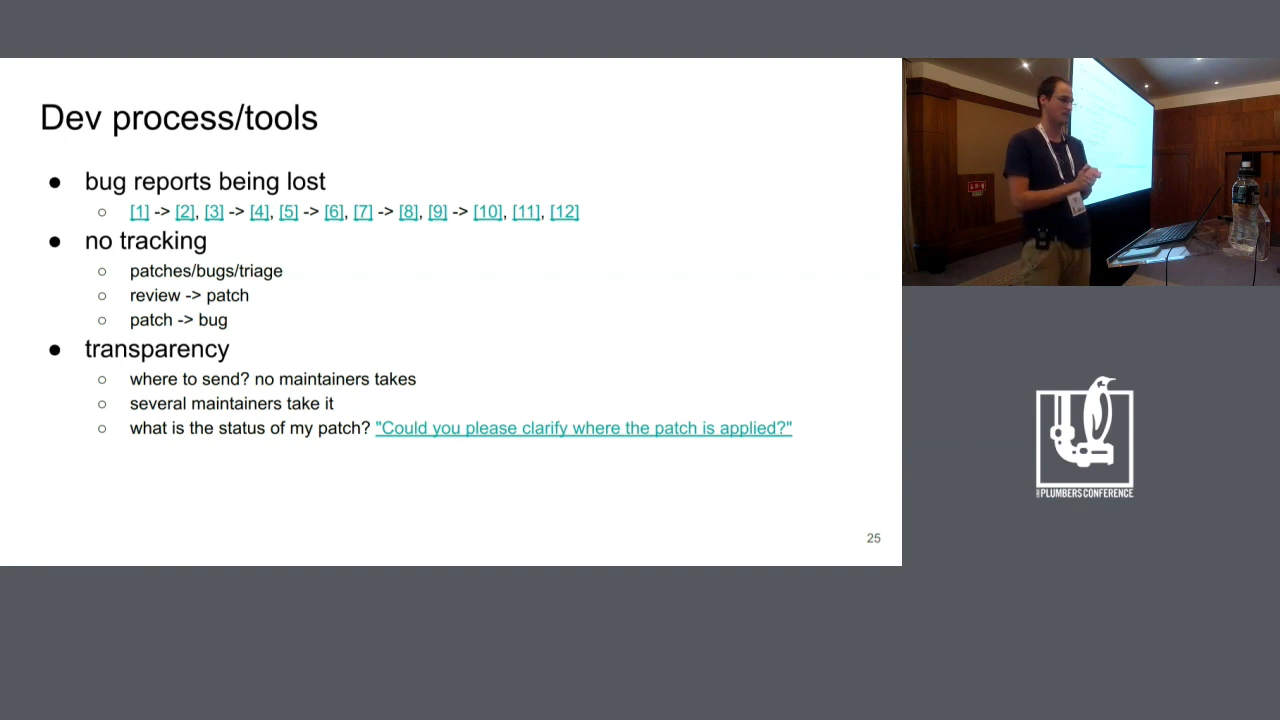 Dev process/tools
● bug reports being lost
○ [1] -> [2], [3] -> [4], [5] -> [6], [7] -> [8], [9] -> [10], [11], [12]
● no tracking
○ patches/bugs/triage
○ review -> patch
○ patch -> bug
● transparency
○ where to send? no maintainers takes
○ several maintainers take it
○ what is the status of my patch? "Could you please clarify where the patch is applied?"
25
PLUMBERS CONFERENCE